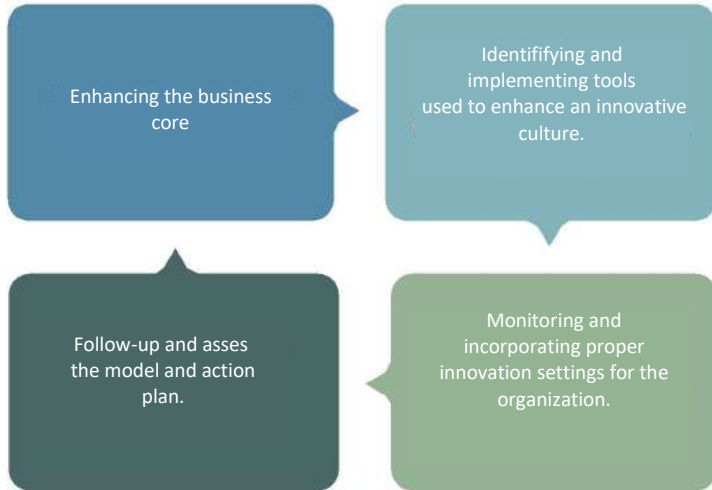 Enhancing the business
core
Identififying and
implementing tools
used to enhance an innovative
culture.
Monitoring and
incorporating proper
innovation settings for the
organization.
Follow-up and asses
the model and action
plan.